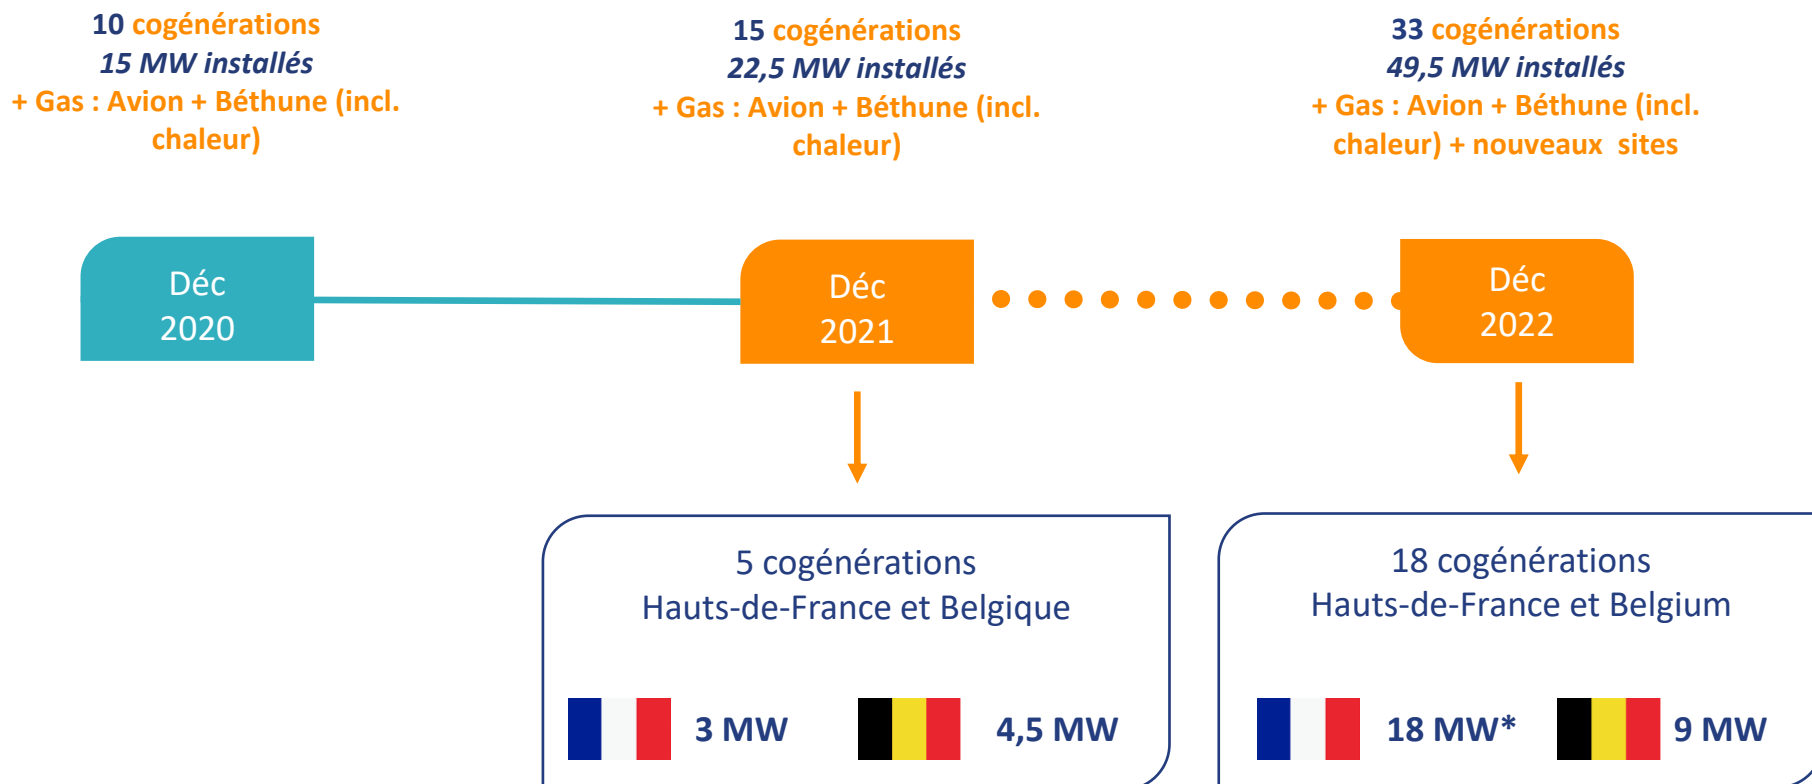 10 cogénérations
15 MW installés
+ Gas : Avion + Béthune (incl.
chaleur)
15 cogénérations
22,5 MW installés
+ Gas : Avion + Béthune (incl.
chaleur)
33 cogénérations
49,5 MW installés
+ Gas : Avion + Béthune (incl.
chaleur) + nouveaux  sites
Déc
2020
Déc
2021
Déc
2022
5 cogénérations
Hauts-de-France et Belgique
3 MW
4,5 MW
18 cogénérations
Hauts-de-France et Belgium
18 MW*
9 MW